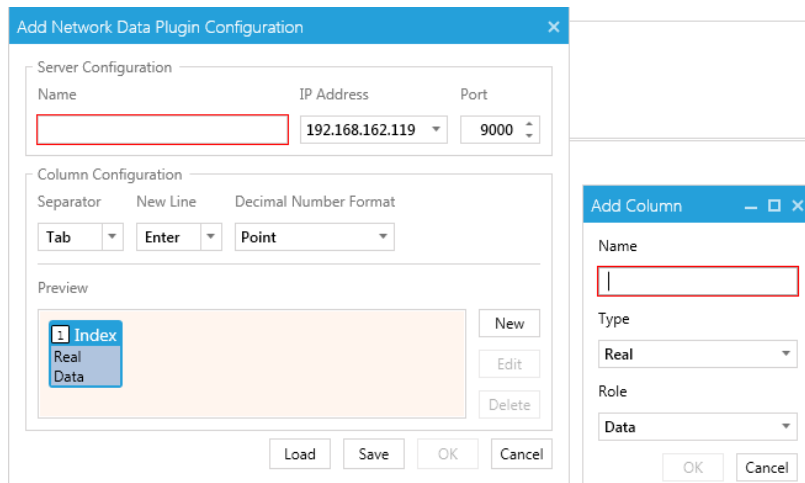 Add Network Data Plugin Configuration
Server Configuration
Name IP Address Port
192.168.162.119 9000
Column Configuration
Separator New Line Decimal Number Format
Tab Enter Point
Preview
1 Index
Real
Data
New
Edit
Delete
Load Save OK Cancel
Add Column
Name
Type
Real
Role
Data
OK Cancel